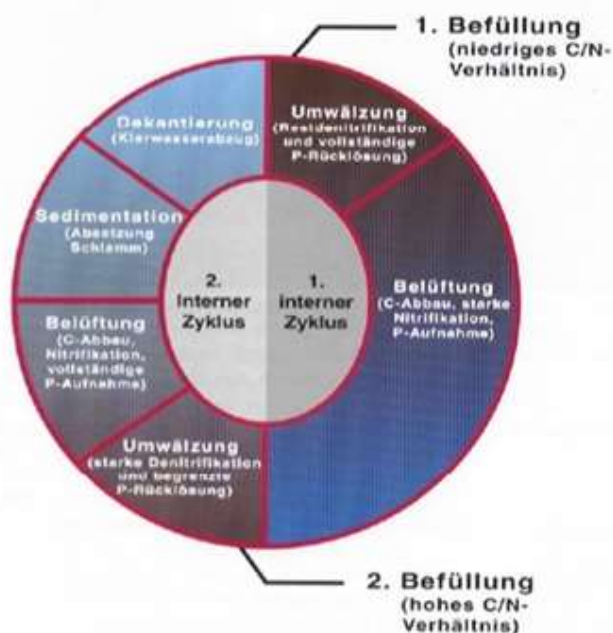 1. Befüllung
(niedriges C/N-
Verhältnis)
Umwälzung
(Restdenitrifikation
und vollständige
P-Rücklösung)
Belüftung
(C-Abbau, starke
Nitrifikation,
P-Aufnahme)
1.
interner
Zyklus
2. Befüllung
(hohes C/N-
Verhältnis)
Umwälzung
(starke Denitrifikation
und begrenzte
P-Rücklösung)
Belüftung
(C-Abbau,
Nitrifikation,
vollständige
P-Aufnahme)
Sedimentation
(Absetzung
Schlamm)
Dekantierung
(Klarwasserabzug)
2.
Interner
Zyklus